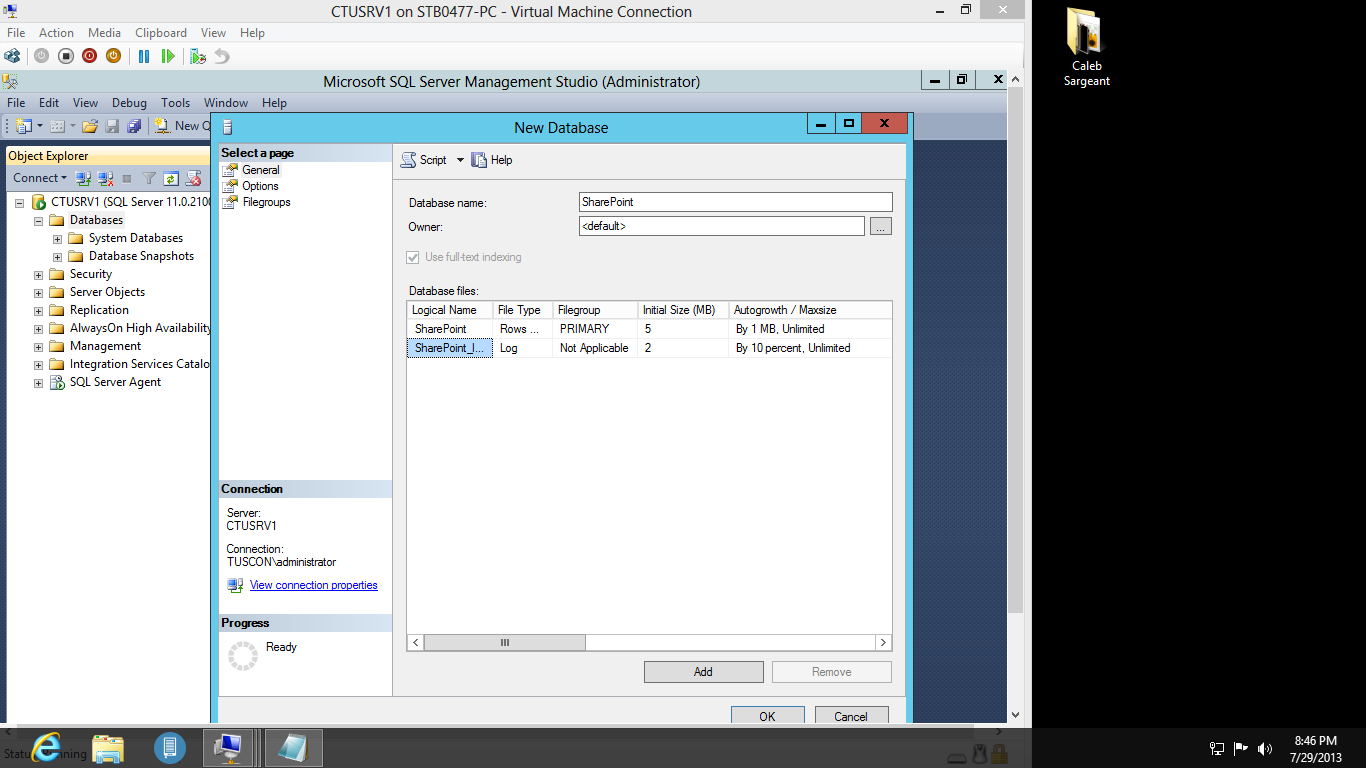 CTUSRV1 on STB0477-PC - Virtual Machine Connection
File Action Media Clipboard View Help
Microsoft SQL Server Management Studio (Administrator)
File Edit View Debug Tools Window Help
New Q
New Database
Object Explorer
Connect
CTUSRV1 (SQL Server 11.0.2100
Databases
System Databases
Database Snapshots
Security
Server Objects
Replication
AlwaysOn High Availability
Management
Integration Services Catalo
SQL Server Agent
Select a page
General
Options
Filegroups
Connection
Server:
CTUSRV1
Connection:
TUSCON\administrator
View connection properties
Progress
Ready
Script Help
Database name: SharePoint
Owner: <default> ...
Use full-text indexing
Database files:
Logical Name File Type Filegroup Initial Size (MB) Autogrowth / Maxsize
SharePoint Rows ... PRIMARY 5 By 1 MB, Unlimited
SharePoint_l... Log Not Applicable 2 By 10 percent, Unlimited
Add Remove
OK Cancel
Caleb
Sargeant
8:46 PM
7/29/2013